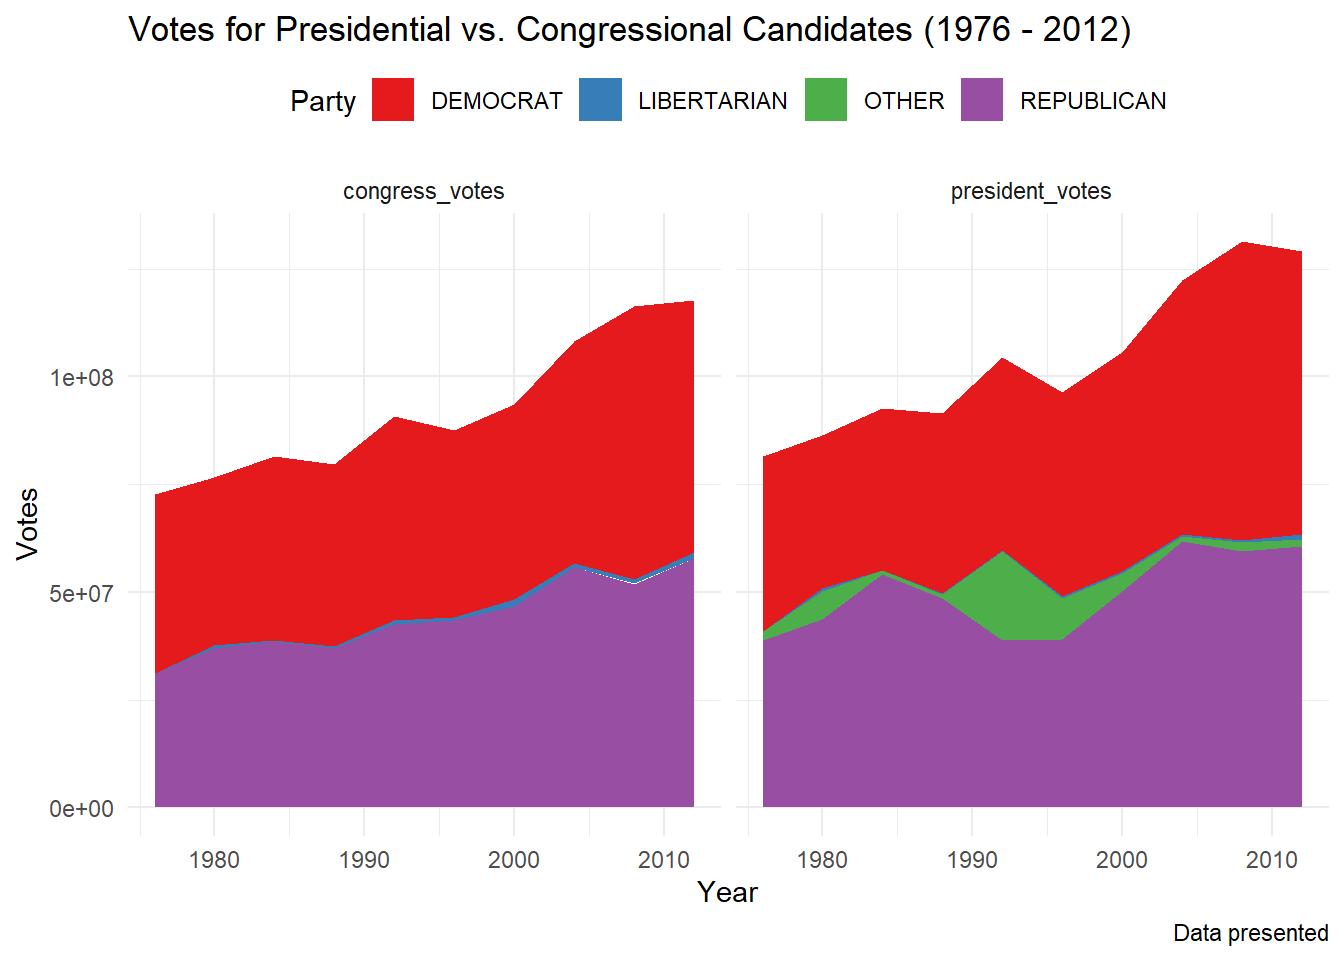 Votes for Presidential vs. Congressional Candidates (1976 - 2012)
Party DEMOCRAT LIBERTARIAN OTHER REPUBLICAN
congress_votes president_votes
1e+08
5e+07
0e+00
Votes
1980 1990 2000 2010 1980 1990 2000 2010
Year
Data presented